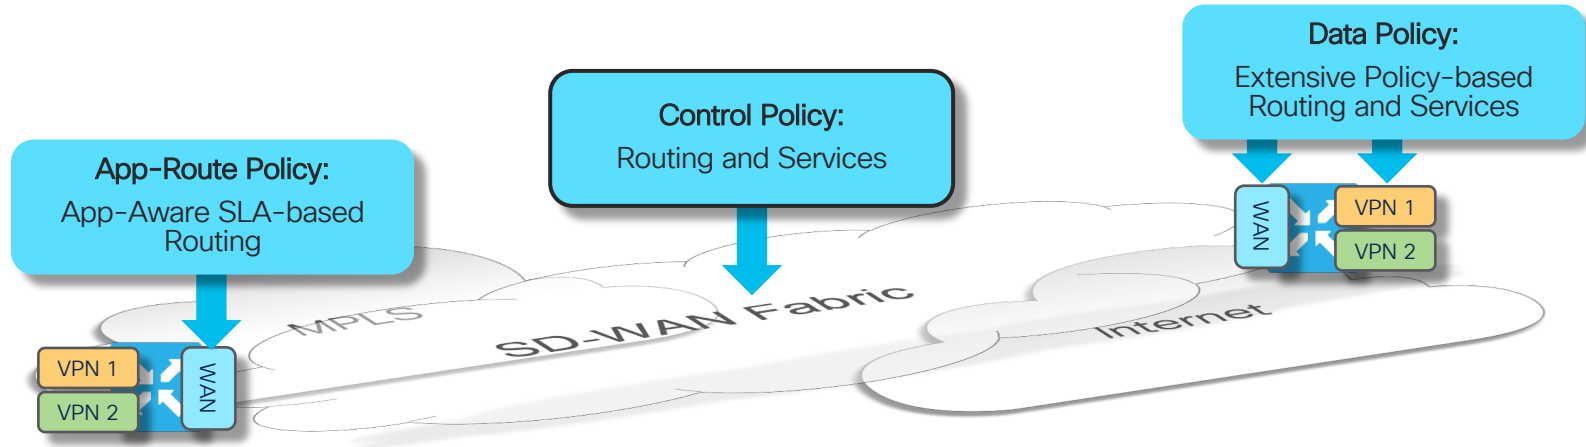 App-Route Policy:
App-Aware SLA-based
Routing
Control Policy:
Routing and Services
Data Policy:
Extensive Policy-based
Routing and Services
MPLS
SD-WAN Fabric
Internet
VPN 1
VPN 2
WAN
WAN
VPN 1
VPN 2